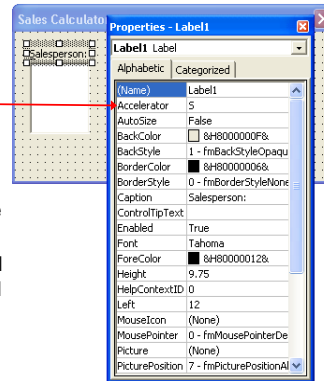 Sales Calculato
Salesperson:
Properties - Label1
Label1 Label
Alphabetic Categorized
(Name) Label1
Accelerator S
AutoSize False
BackColor &H8000000F&
BackStyle 1 - fmBackStyleOpaqu
BorderColor &H80000006&
BorderStyle 0 - fmBorderStyleNone
Caption Salesperson:
ControlTipText
Enabled True
Font Tahoma
ForeColor &H80000012&
Height 9.75
HelpContextID 0
Left 12
MouseIcon (None)
MousePointer 0 - fmMousePointerDe
Picture (None)
PicturePosition 7 - fmPicturePositionAl